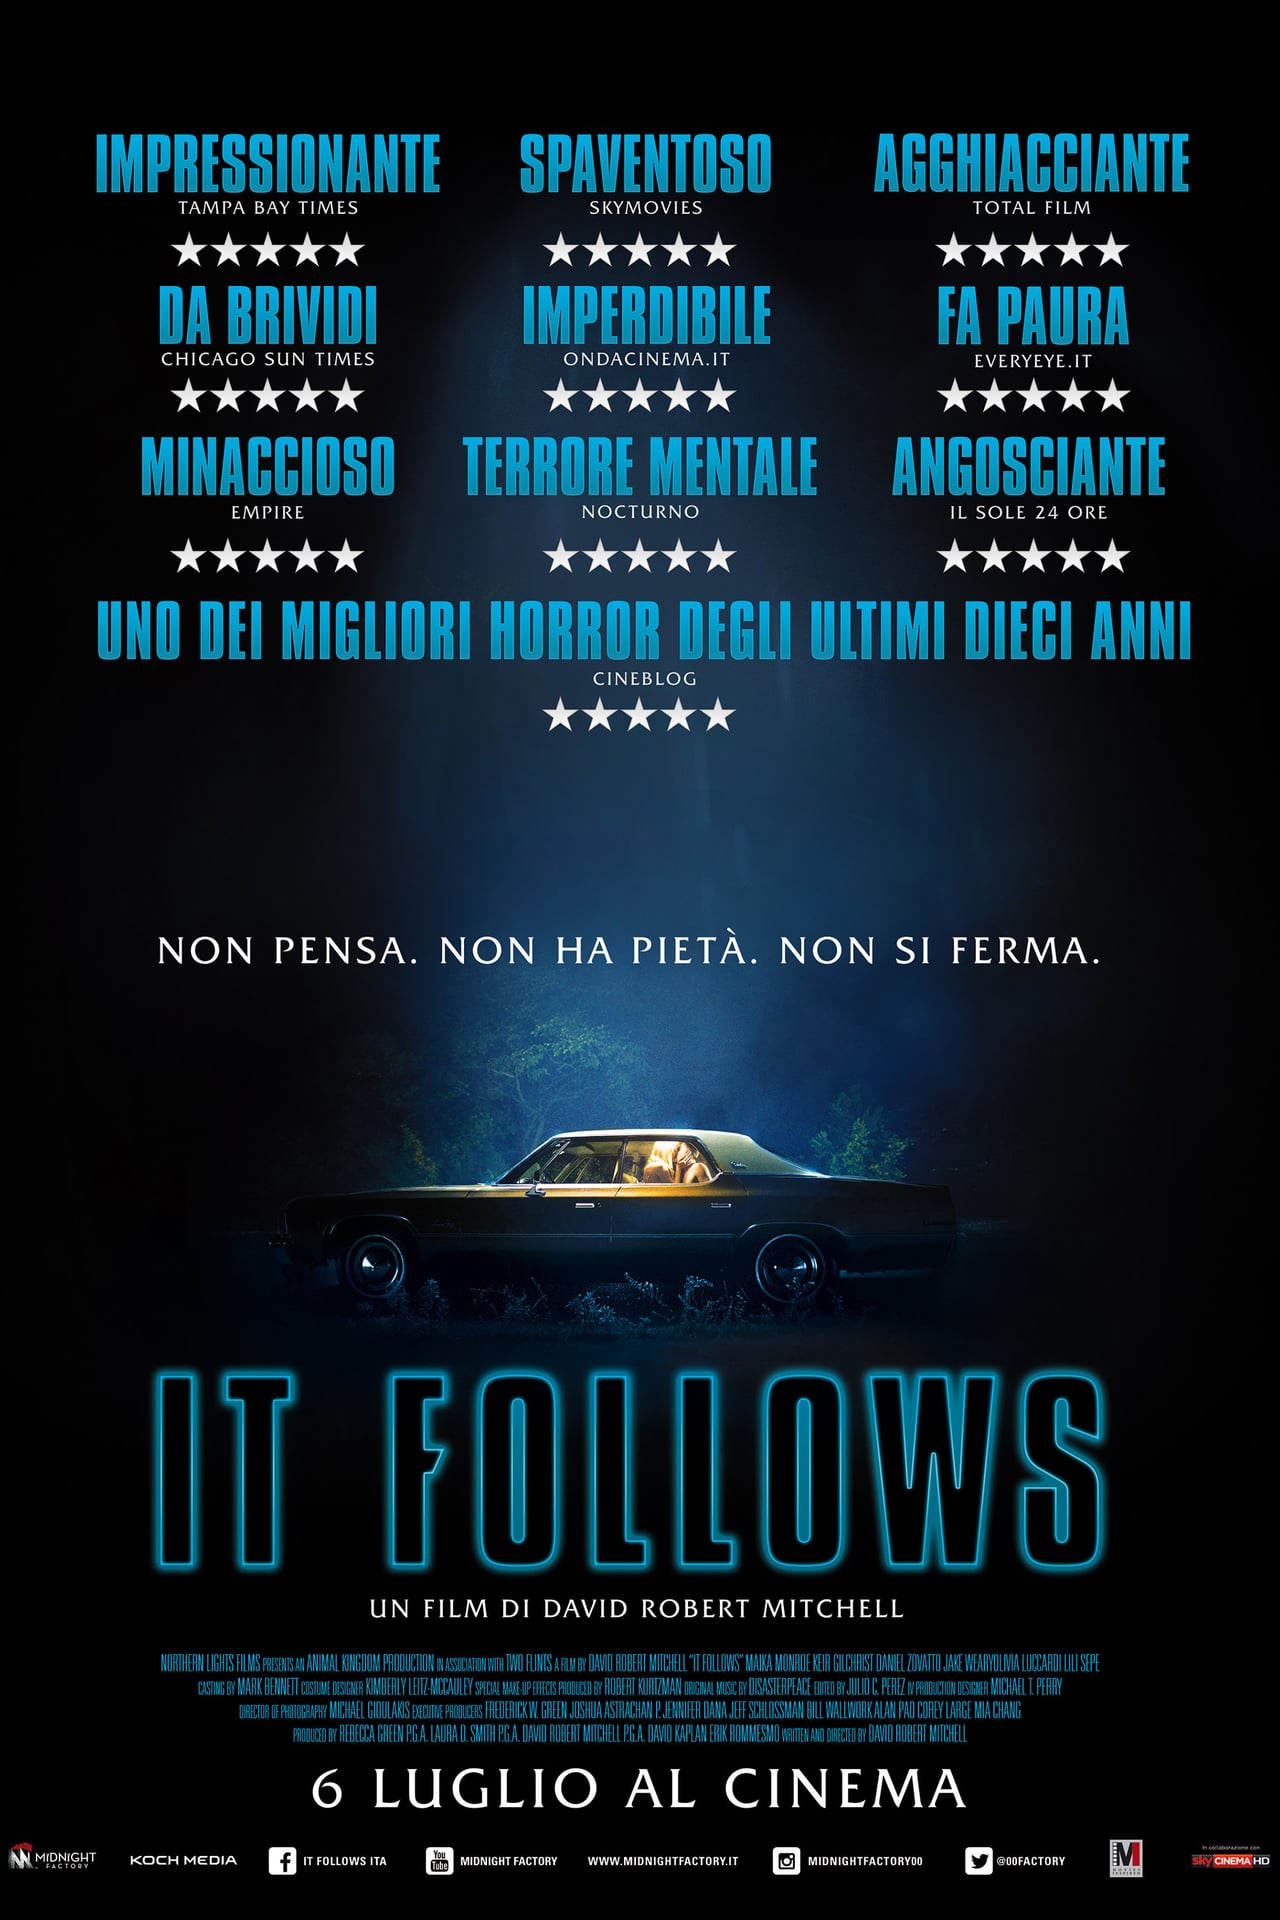 IMPRESSIONANTE SPAVENTOSO AGGHIACCIANTE
TAMPA BAY TIMES SKYMOVIES TOTAL FILM
DA BRIVIDI IMPERDIBILE FA PAURA
CHICAGO SUN TIMES ONDACINEMA.IT EVERYEYE.IT
MINACCIOSO TERRORE MENTALE ANGOSCIANTE
EMPIRE NOCTURNO IL SOLE 24 ORE
UNO DEI MIGLIORI HORROR DEGLI ULTIMI DIECI ANNI
CINEBLOG
NON PENSA. NON HA PIETÀ. NON SI FERMA.
IT FOLLOWS
UN FILM DI DAVID ROBERT MITCHELL
NORTHERN LIGHTS FILMS PRESENTS AN ANIMAL KINGDOM PRODUCTION IN ASSOCIATION WITH TWO FLINTS A FILM BY DAVID ROBERT MITCHELL "IT FOLLOWS" MAIKA MONROE KEIR GILCHRIST DANIEL ZOVATTO JAKE WEARYOLIVIA LUCCARDI LILI SEPE
CASTING BY MARK BENNETT COSTUME DESIGNER KIMBERLY LEITZ-MCCAULEY SPECIAL MAKE-UP EFFECTS PRODUCED BY ROBERT KURTZMAN ORIGINAL MUSIC BY DISASTERPEACE EDITED BY JULIO C. PEREZ IV PRODUCTION DESIGNER MICHAEL T. PERRY
DIRECTOR OF PHOTOGRAPHY MICHAEL GIOULAKIS EXECUTIVE PRODUCERS FREDERICK W. GREEN JOSHUA ASTRACHAN P. JENNIFER DANA JEFF SCHLOSSMAN BILL WALLWORK ALAN PAO COREY LARGE MIA CHANG
PRODUCED BY REBECCA GREEN P.G.A. LAURA D. SMITH P.G.A. DAVID ROBERT MITCHELL P.G.A. DAVID KAPLAN ERIK ROMMESMO WRITTEN AND DIRECTED BY DAVID ROBERT MITCHELL
6 LUGLIO AL CINEMA
In collaborazione con
MIDNIGHT FACTORY KOCH MEDIA f IT FOLLOWS ITA You Tube MIDNIGHT FACTORY WWW.MIDNIGHTFACTORY.IT MIDNIGHTFACTORY00 @00FACTORY M sky CINEMA HD